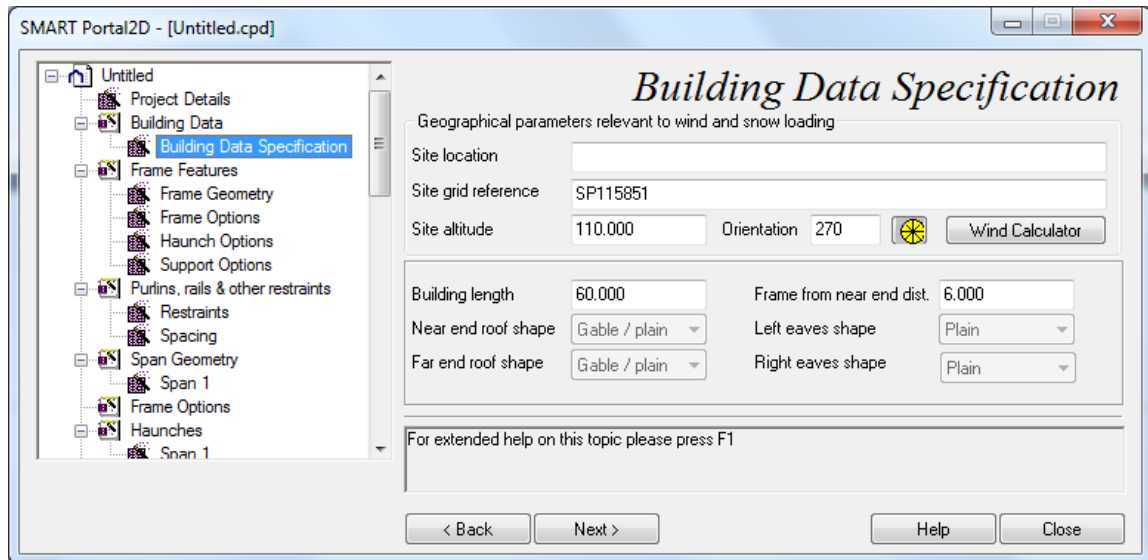 SMART Portal2D - [Untitled.cpd]
Untitled
Project Details
Building Data
Building Data Specification
Frame Features
Frame Geometry
Frame Options
Haunch Options
Support Options
Purlins, rails & other restraints
Restraints
Spacing
Span Geometry
Span 1
Frame Options
Haunches
Span 1
Building Data Specification
Geographical parameters relevant to wind and snow loading
Site location
Site grid reference SP115851
Site altitude 110.000 Orientation 270 Wind Calculator
Building length 60.000 Frame from near end dist. 6.000
Near end roof shape Gable / plain Left eaves shape Plain
Far end roof shape Gable / plain Right eaves shape Plain
For extended help on this topic please press F1
< Back Next > Help Close